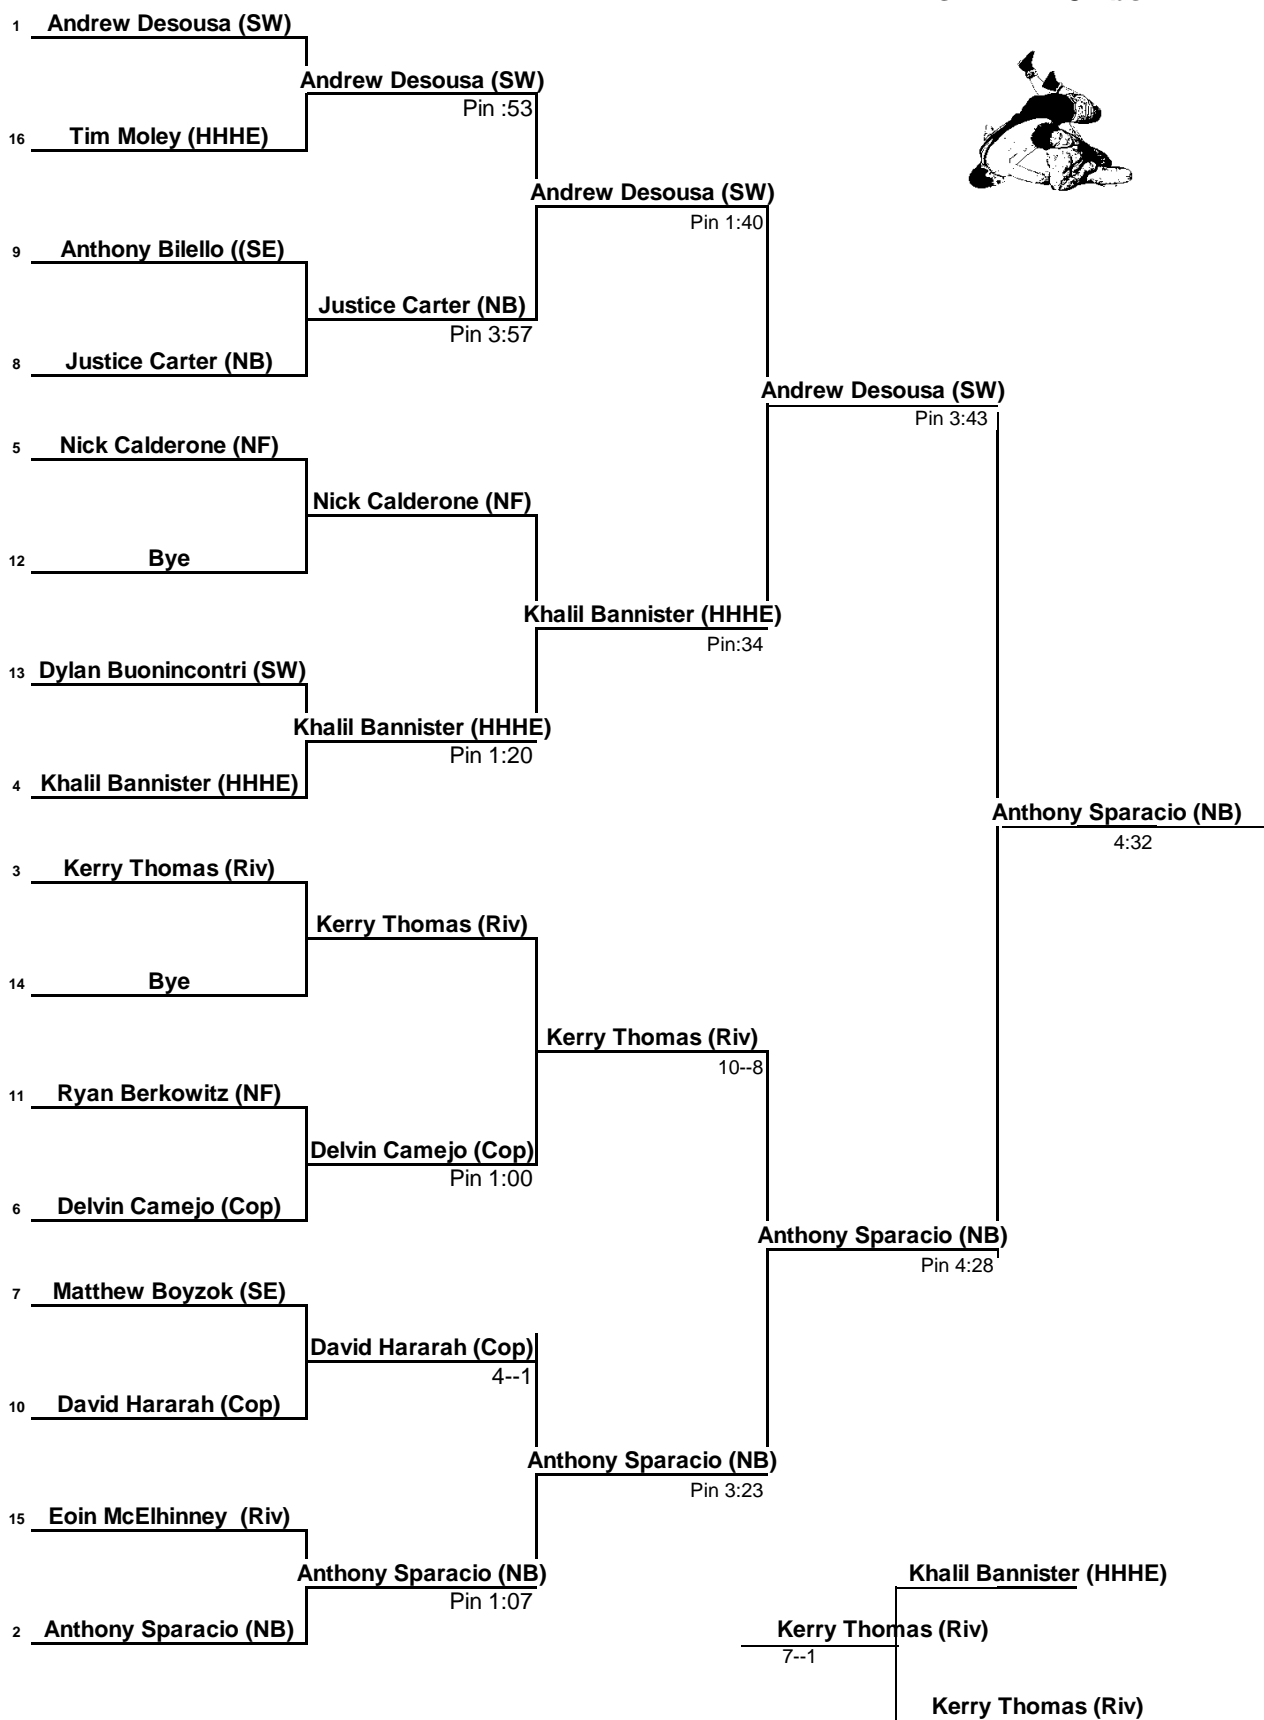 1 Andrew Desousa (SW)
Andrew Desousa (SW)
Pin :53
16 Tim Moley (HHHE)
Andrew Desousa (SW)
Pin 1:40
9 Anthony Bilello ((SE)
Justice Carter (NB)
Pin 3:57
8 Justice Carter (NB)
Andrew Desousa (SW)
Pin 3:43
5 Nick Calderone (NF)
Nick Calderone (NF)
12 Bye
Khalil Bannister (HHHE)
Pin:34
13 Dylan Buonincontri (SW)
Khalil Bannister (HHHE)
Pin 1:20
4 Khalil Bannister (HHHE)
Anthony Sparacio (NB)
4:32
3 Kerry Thomas (Riv)
Kerry Thomas (Riv)
14 Bye
Kerry Thomas (Riv)
10--8
11 Ryan Berkowitz (NF)
Delvin Camejo (Cop)
Pin 1:00
6 Delvin Camejo (Cop)
Anthony Sparacio (NB)
Pin 4:28
7 Matthew Boyzok (SE)
David Hararah (Cop)
4--1
10 David Hararah (Cop)
Anthony Sparacio (NB)
Pin 3:23
15 Eoin McElhinney (Riv)
Anthony Sparacio (NB)
Pin 1:07
2 Anthony Sparacio (NB)
Khalil Bannister (HHHE)
Kerry Thomas (Riv)
7--1
Kerry Thomas (Riv)